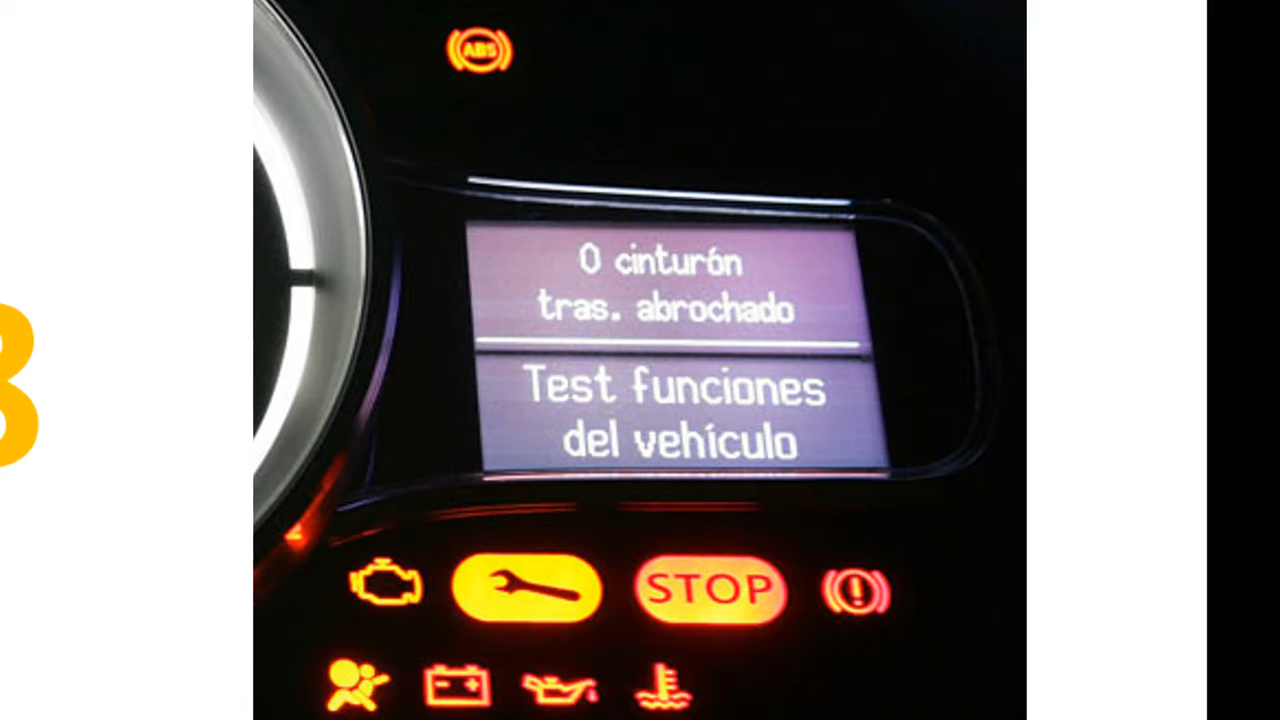 ABS
0 cinturón
tras. abrochado
Test funciones
del vehículo
STOP